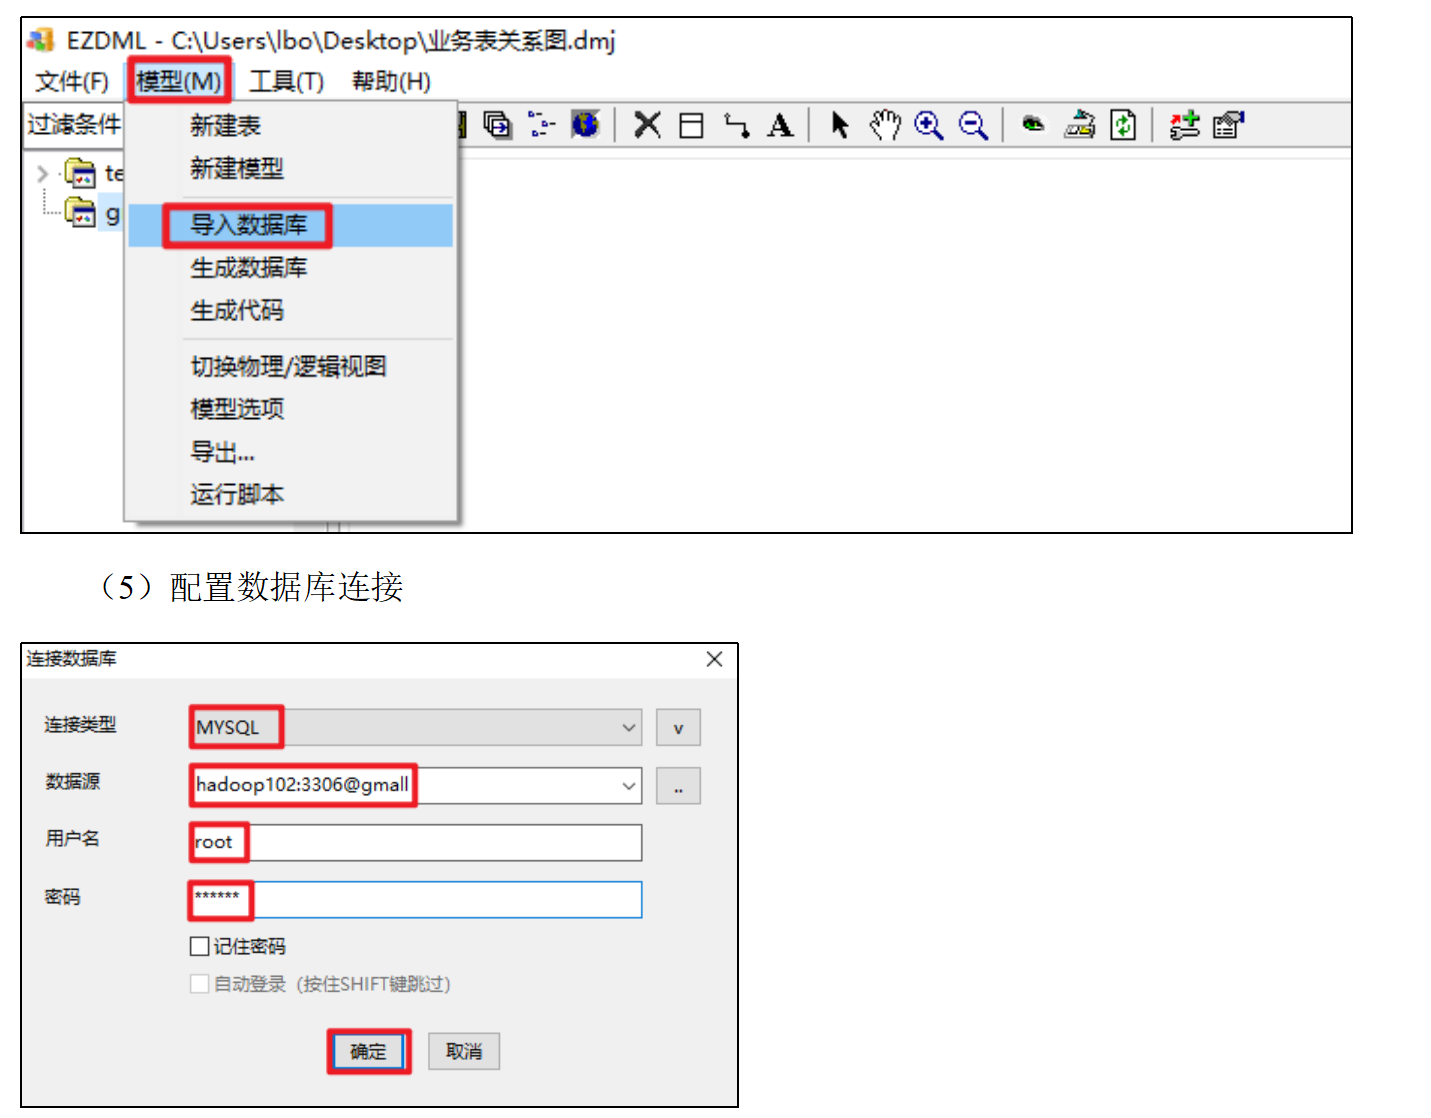 EZDML - C:\Users\lbo\Desktop\业务表关系图.dmj
文件(F) 模型(M) 工具(T) 帮助(H)
过滤条件
新建表
te
新建模型
g
导入数据库
生成数据库
生成代码
切换物理/逻辑视图
模型选项
导出...
运行脚本
（5）配置数据库连接
连接数据库
连接类型 MYSQL v
数据源 hadoop102:3306@gmall ..
用户名 root
密码 ******
记住密码
自动登录（按住SHIFT键跳过）
确定 取消